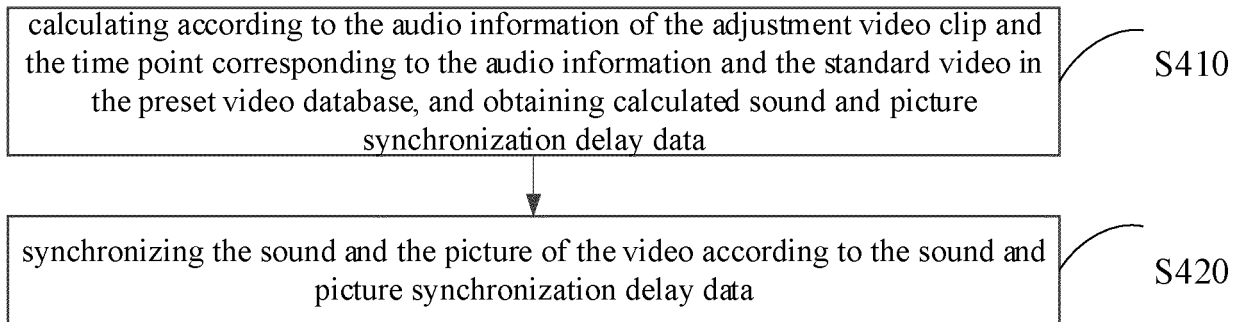 calculating according to the audio information of the adjustment video clip and
the time point corresponding to the audio information and the standard video in
the preset video database, and obtaining calculated sound and picture
synchronization delay data
S410
synchronizing the sound and the picture of the video according to the sound and
picture synchronization delay data
S420